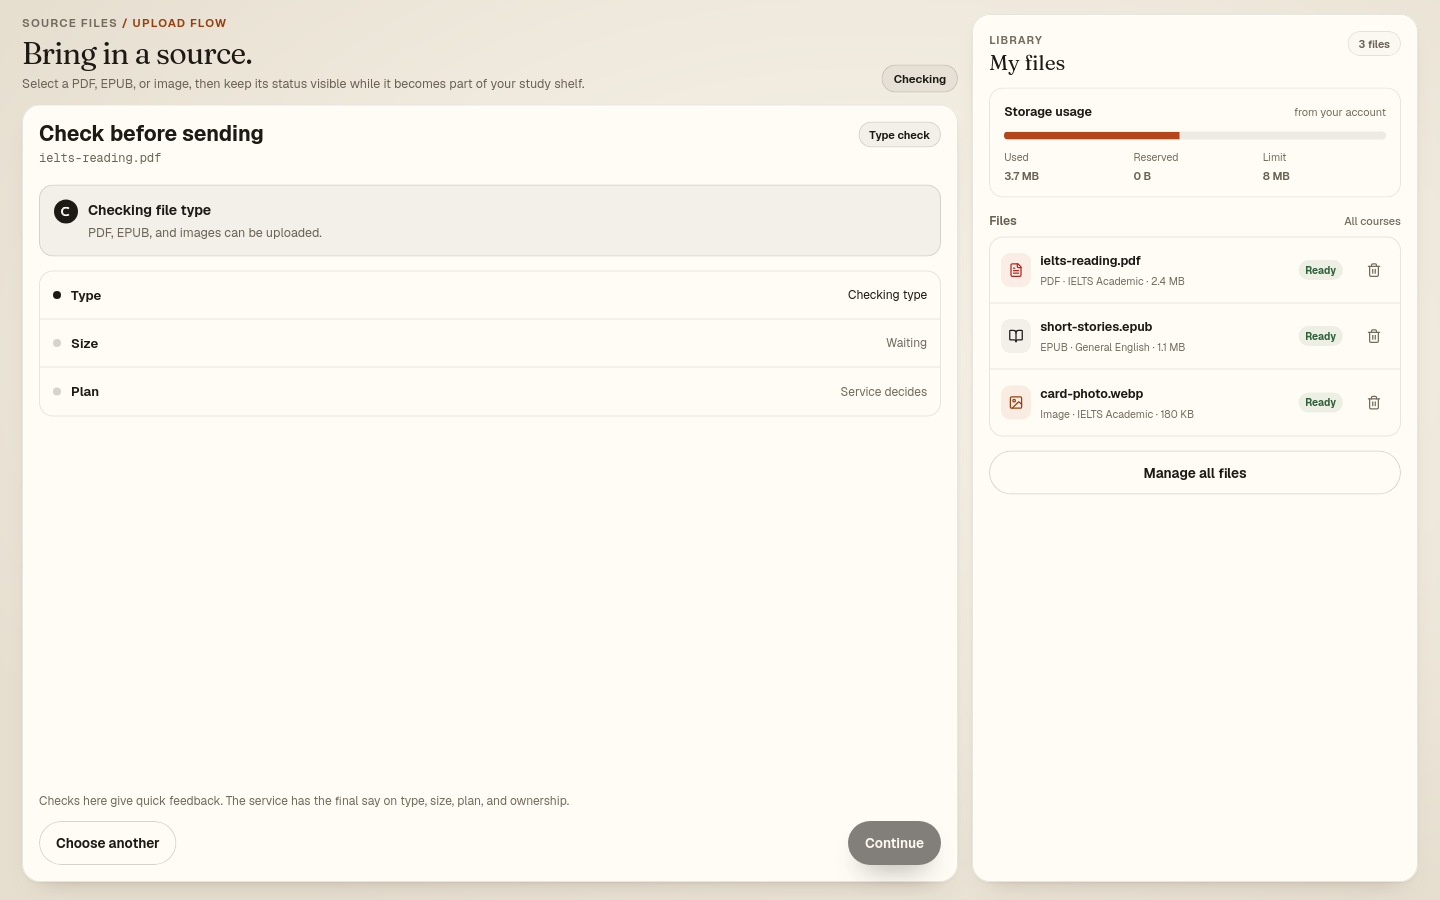 SOURCE FILES / UPLOAD FLOW
Bring in a source.
Select a PDF, EPUB, or image, then keep its status visible while it becomes part of your study shelf.
Checking
Check before sending
Type check
ielts-reading.pdf
C
Checking file type
PDF, EPUB, and images can be uploaded.
Type
Checking type
Size
Waiting
Plan
Service decides
Checks here give quick feedback. The service has the final say on type, size, plan, and ownership.
Choose another
Continue
LIBRARY
My files
3 files
Storage usage
from your account
Used
Reserved
Limit
3.7 MB
0 B
8 MB
Files
All courses
ielts-reading.pdf
PDF · IELTS Academic · 2.4 MB
Ready
short-stories.epub
EPUB · General English · 1.1 MB
Ready
card-photo.webp
Image · IELTS Academic · 180 KB
Ready
Manage all files